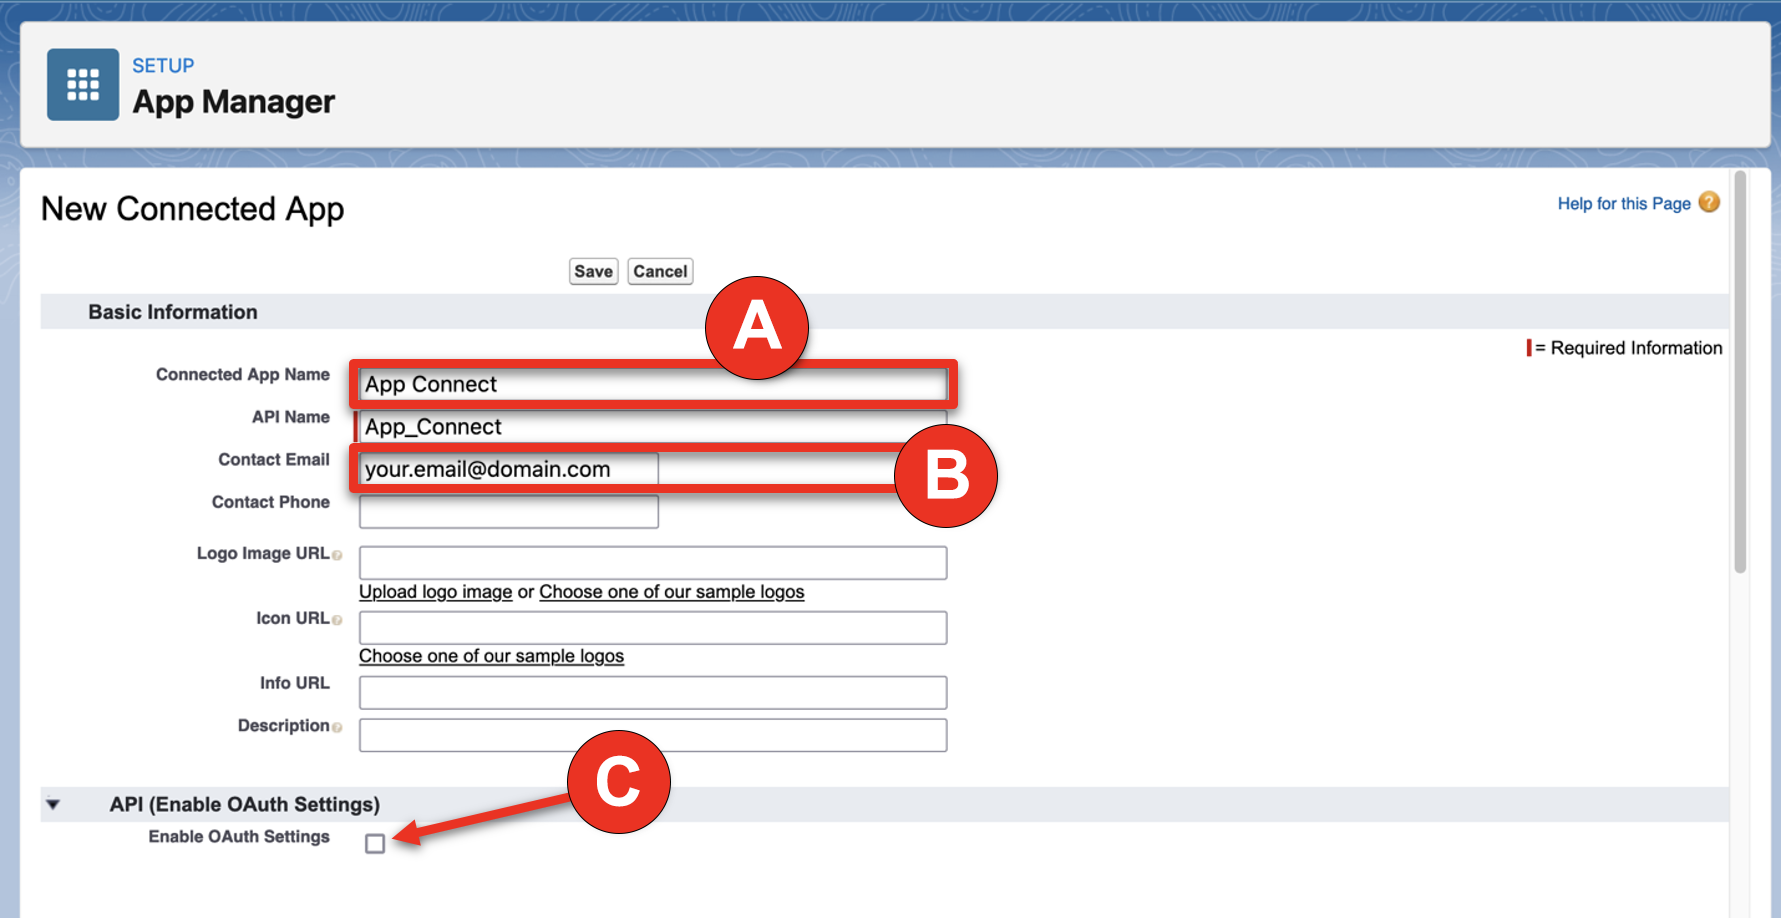 SETUP
App Manager
New Connected App
Help for this Page ?
Save Cancel
Basic Information
A
= Required Information
Connected App Name App Connect
API Name App_Connect
Contact Email your.email@domain.com
B
Contact Phone
Logo Image URL ?
Upload logo image or Choose one of our sample logos
Icon URL ?
Choose one of our sample logos
Info URL
Description ?
C
API (Enable OAuth Settings)
Enable OAuth Settings